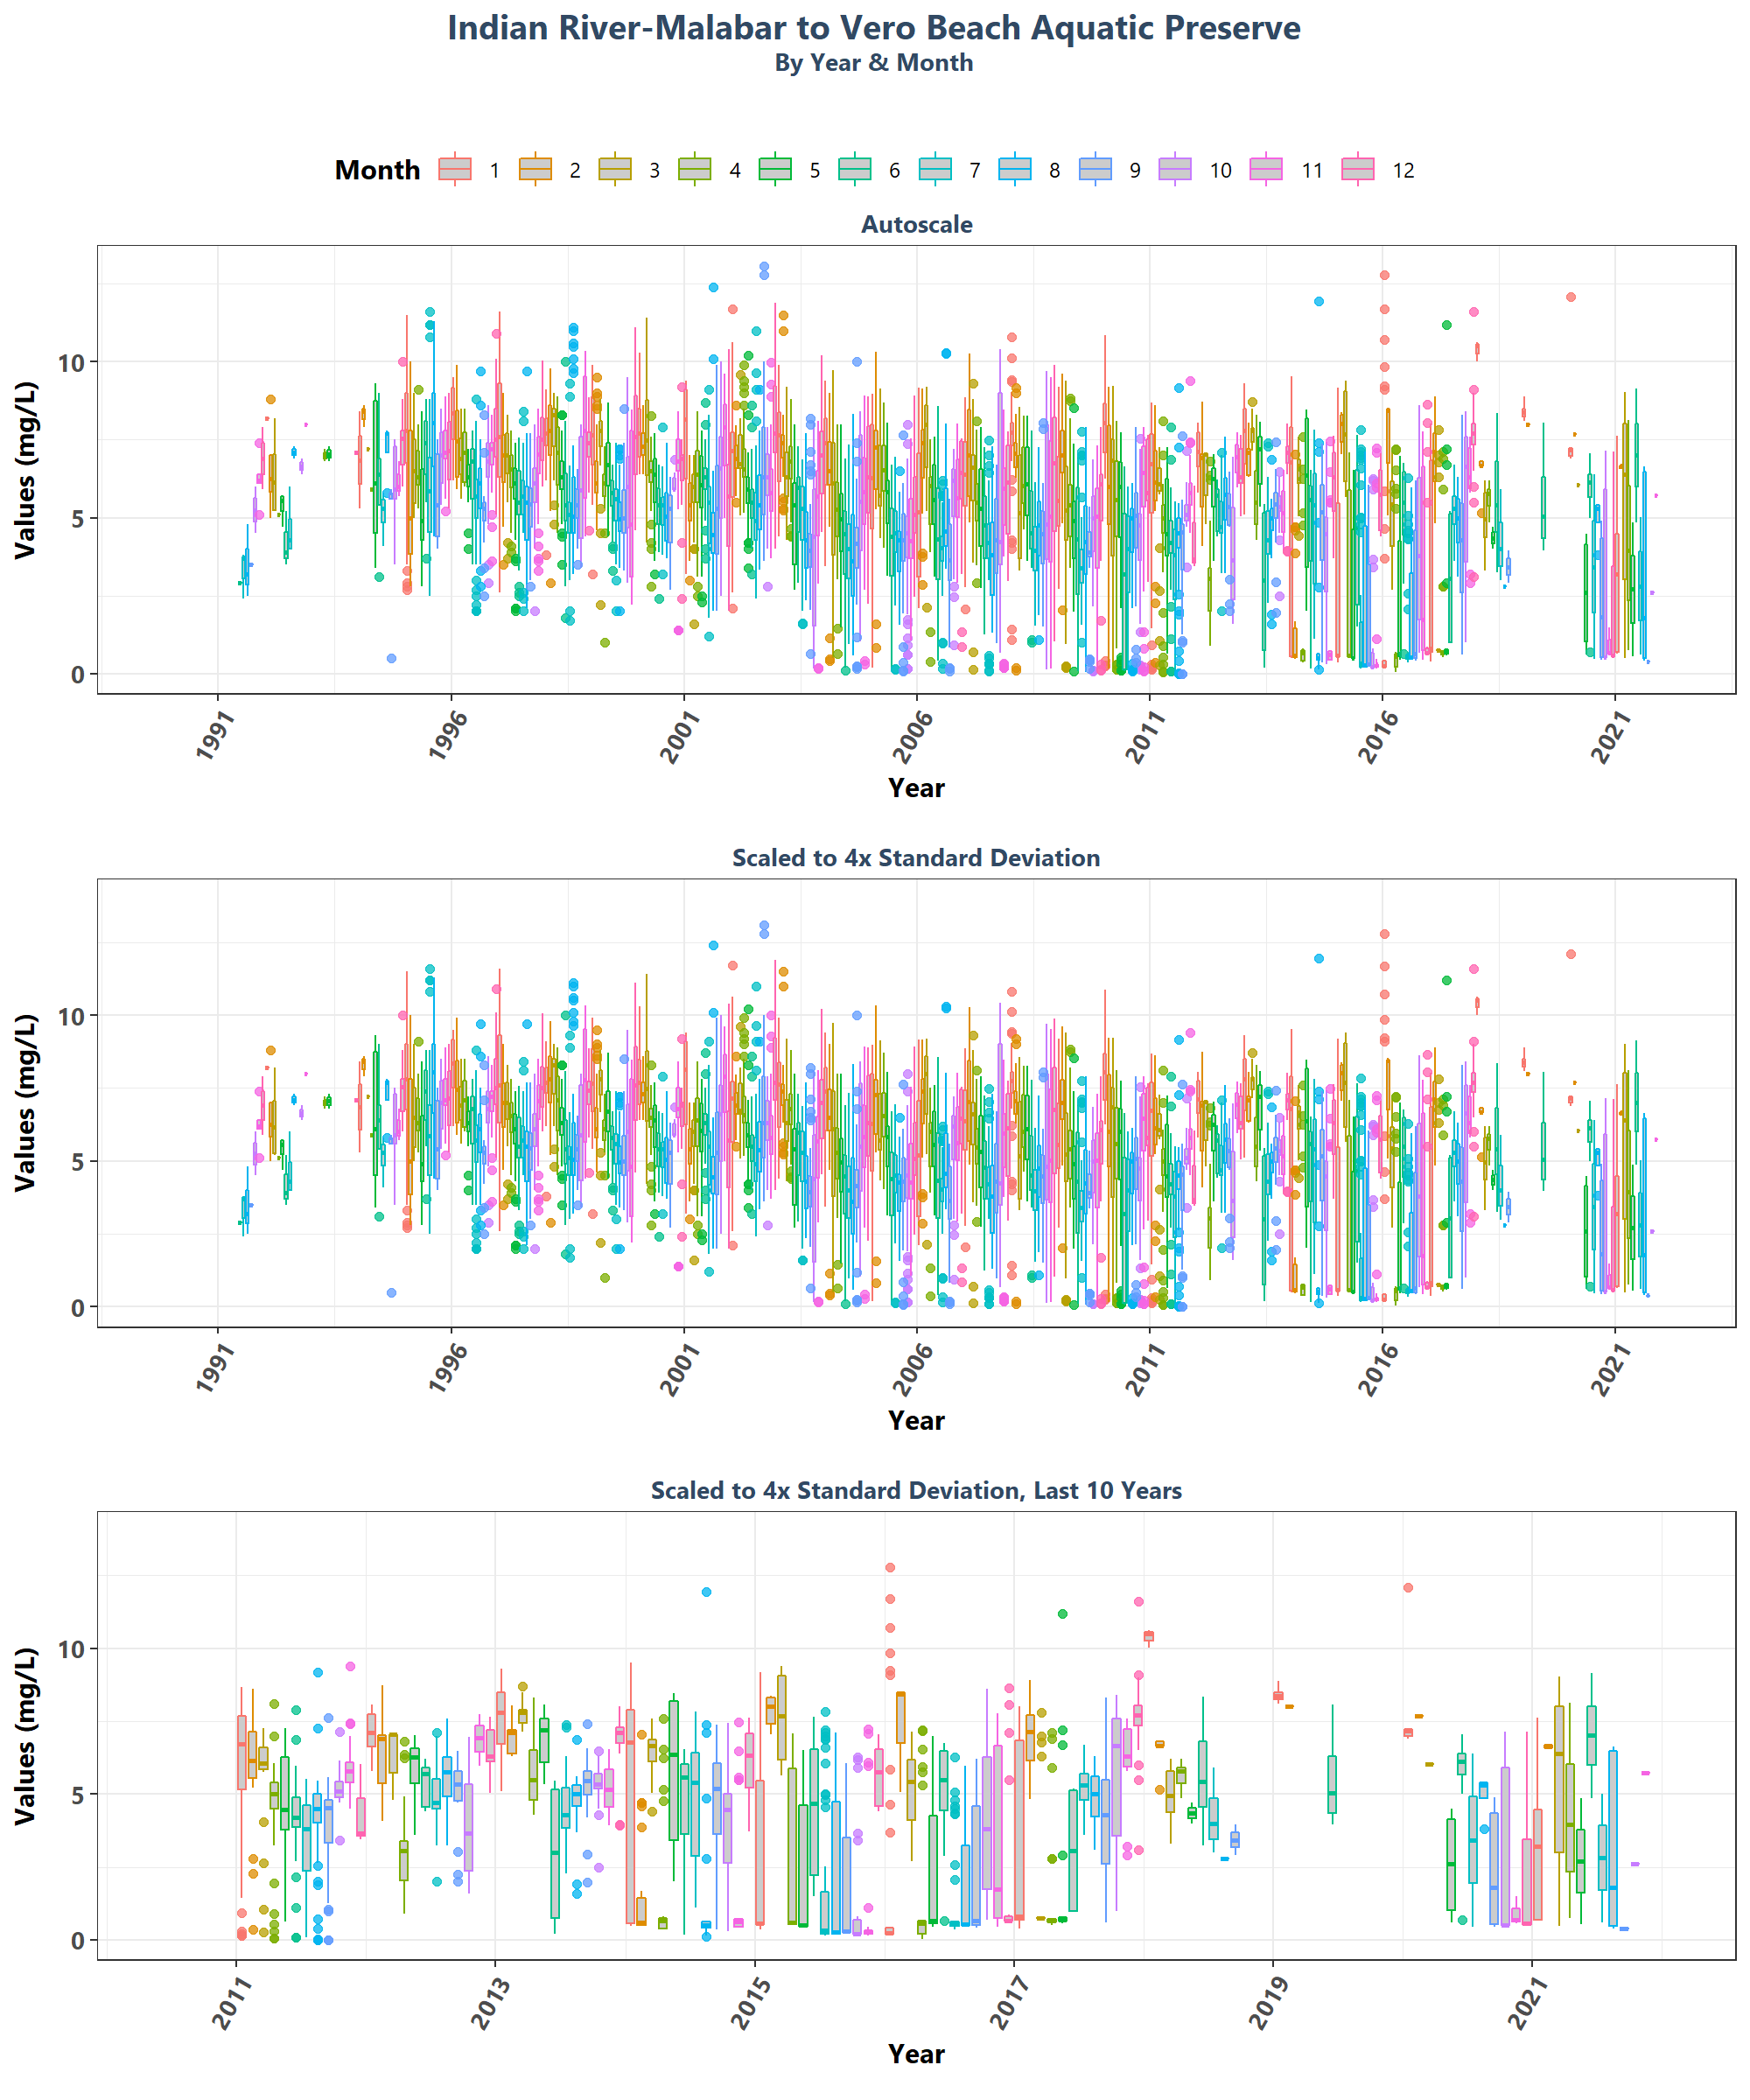 Indian River-Malabar to Vero Beach Aquatic Preserve
By Year & Month
Month 1 2 3 4 5 6 7 8 9 10 11 12
Autoscale
Values (mg/L)
10
5
0
1991 1996 2001 2006 2011 2016 2021
Year
Scaled to 4x Standard Deviation
Values (mg/L)
10
5
0
1991 1996 2001 2006 2011 2016 2021
Year
Scaled to 4x Standard Deviation, Last 10 Years
Values (mg/L)
10
5
0
2011 2013 2015 2017 2019 2021
Year